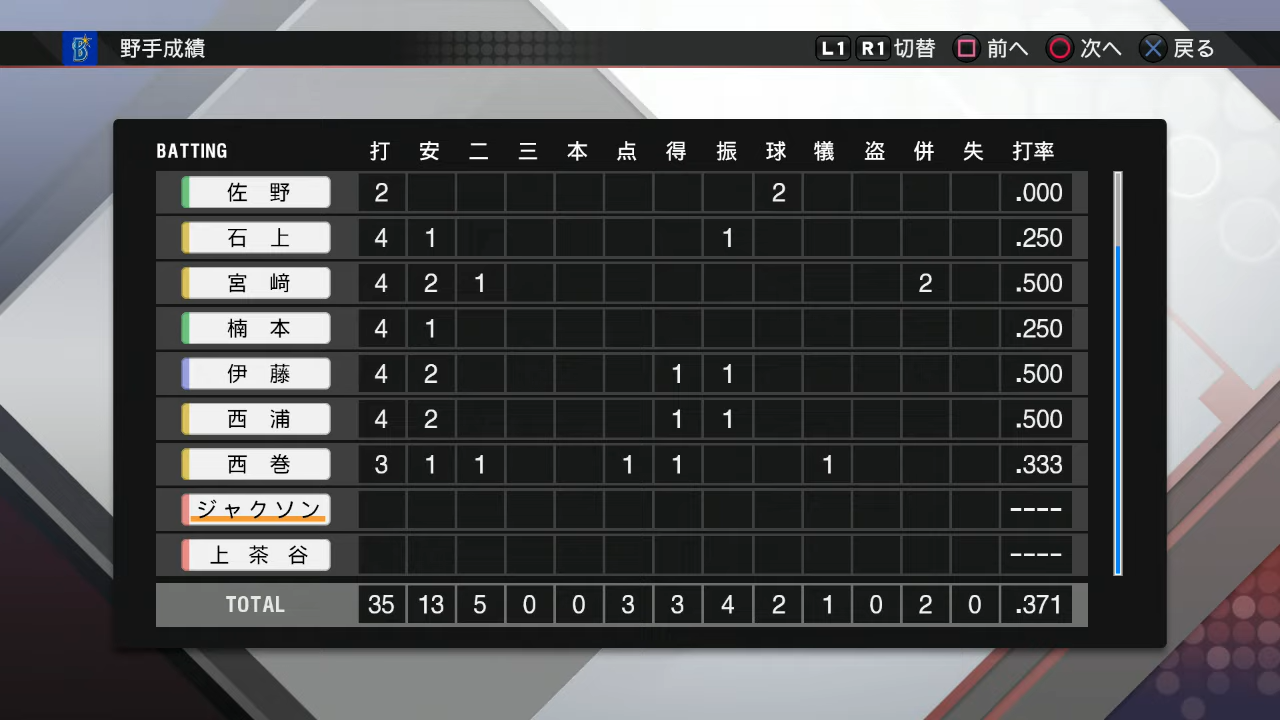 野手成績 L1 R1 切替 前へ 次へ 戻る
BATTING 打 安 二 三 本 点 得 振 球 犠 盗 併 失 打率
佐野 2 2 .000
石上 4 1 1 .250
宮﨑 4 2 1 2 .500
楠本 4 1 .250
伊藤 4 2 1 1 .500
西浦 4 2 1 1 .500
西巻 3 1 1 1 1 1 .333
ジャクソン ----
上茶谷 ----
TOTAL 35 13 5 0 0 3 3 4 2 1 0 2 0 .371